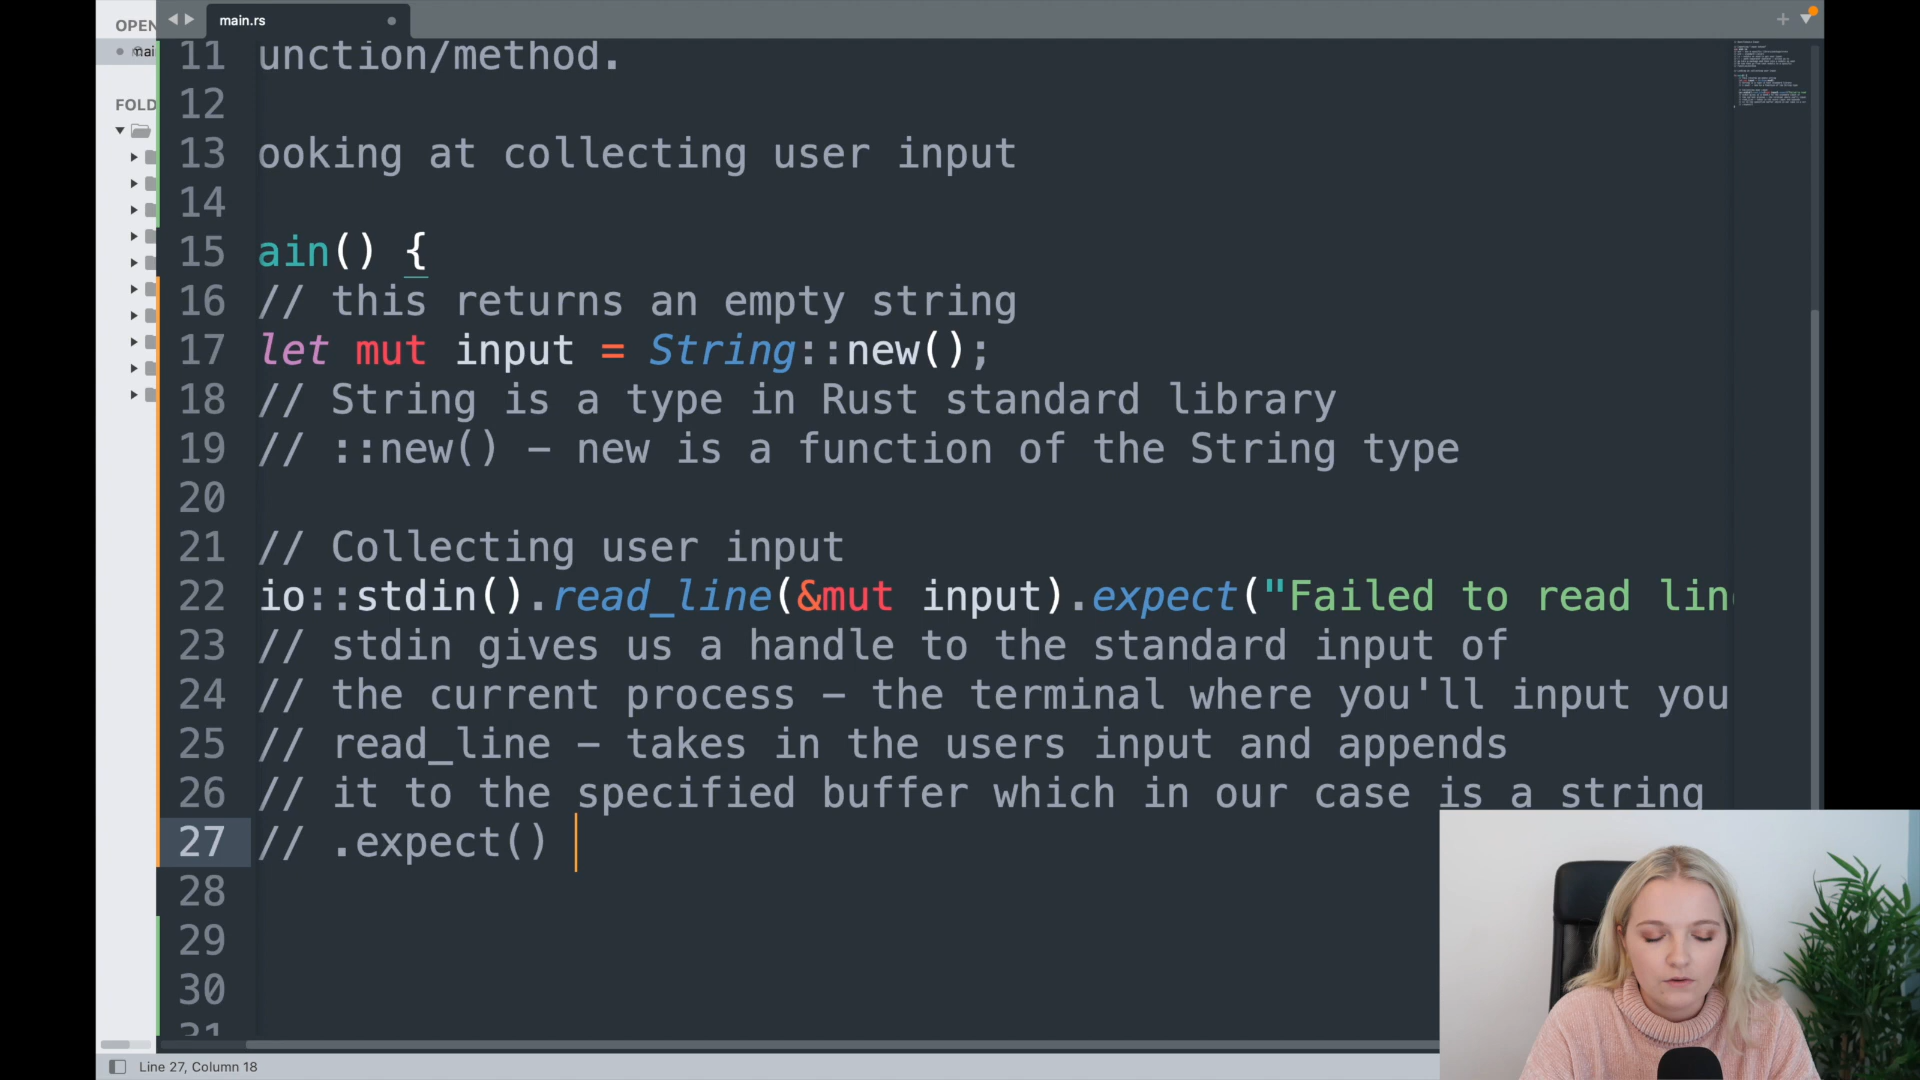 OPEN
main.rs
mai
FOLD
11 unction/method.
12
13 ooking at collecting user input
14
15 ain() {
16 // this returns an empty string
17 let mut input = String::new();
18 // String is a type in Rust standard library
19 // ::new() – new is a function of the String type
20
21 // Collecting user input
22 io::stdin().read_line(&mut input).expect("Failed to read lin
23 // stdin gives us a handle to the standard input of
24 // the current process – the terminal where you'll input you
25 // read_line – takes in the users input and appends
26 // it to the specified buffer which in our case is a string
27 // .expect()
28
29
30
31
Line 27, Column 18